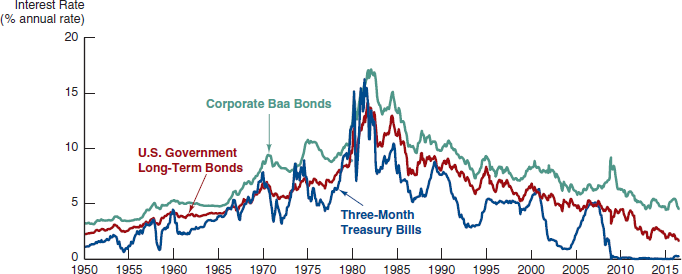 Interest Rate
(% annual rate)
20
15
10
5
0
Corporate Baa Bonds
U.S. Government
Long-Term Bonds
Three-Month
Treasury Bills
1950 1955 1960 1965 1970 1975 1980 1985 1990 1995 2000 2005 2010 2015